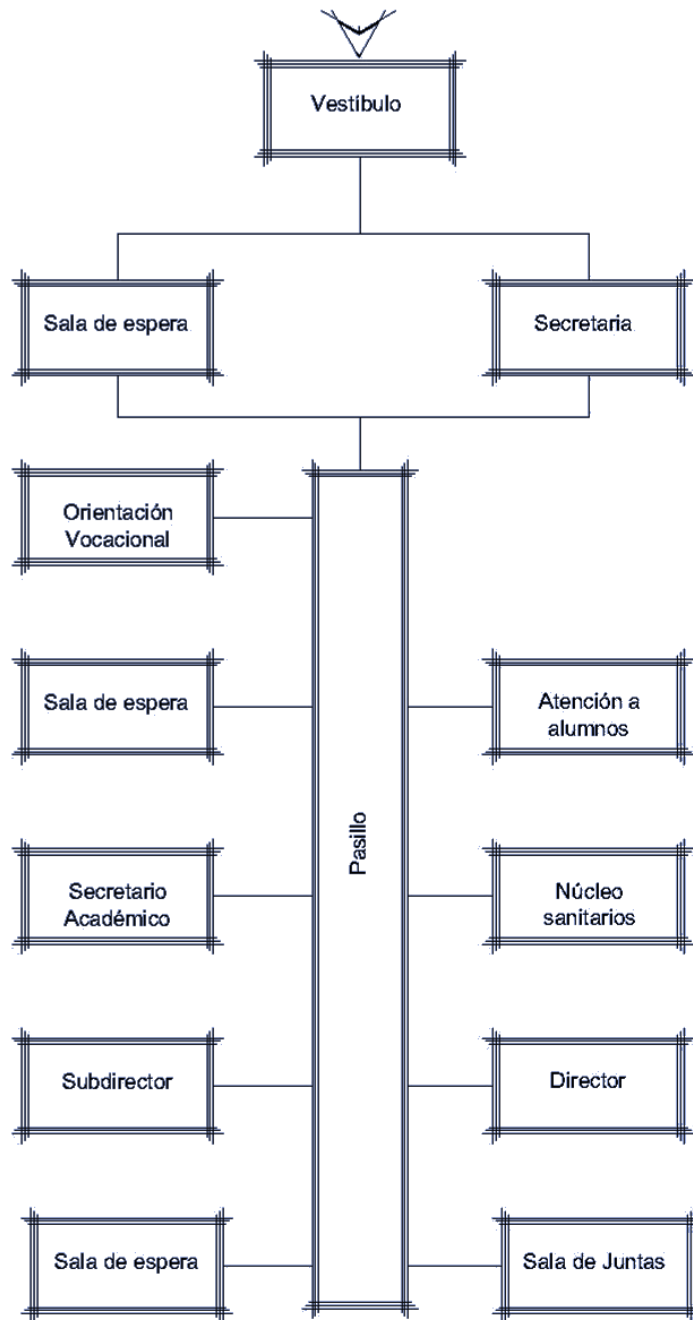 Vestíbulo
Sala de espera
Secretaria
Orientación
Vocacional
Sala de espera
Atención a
alumnos
Pasillo
Secretario
Académico
Núcleo
sanitarios
Subdirector
Director
Sala de espera
Sala de Juntas